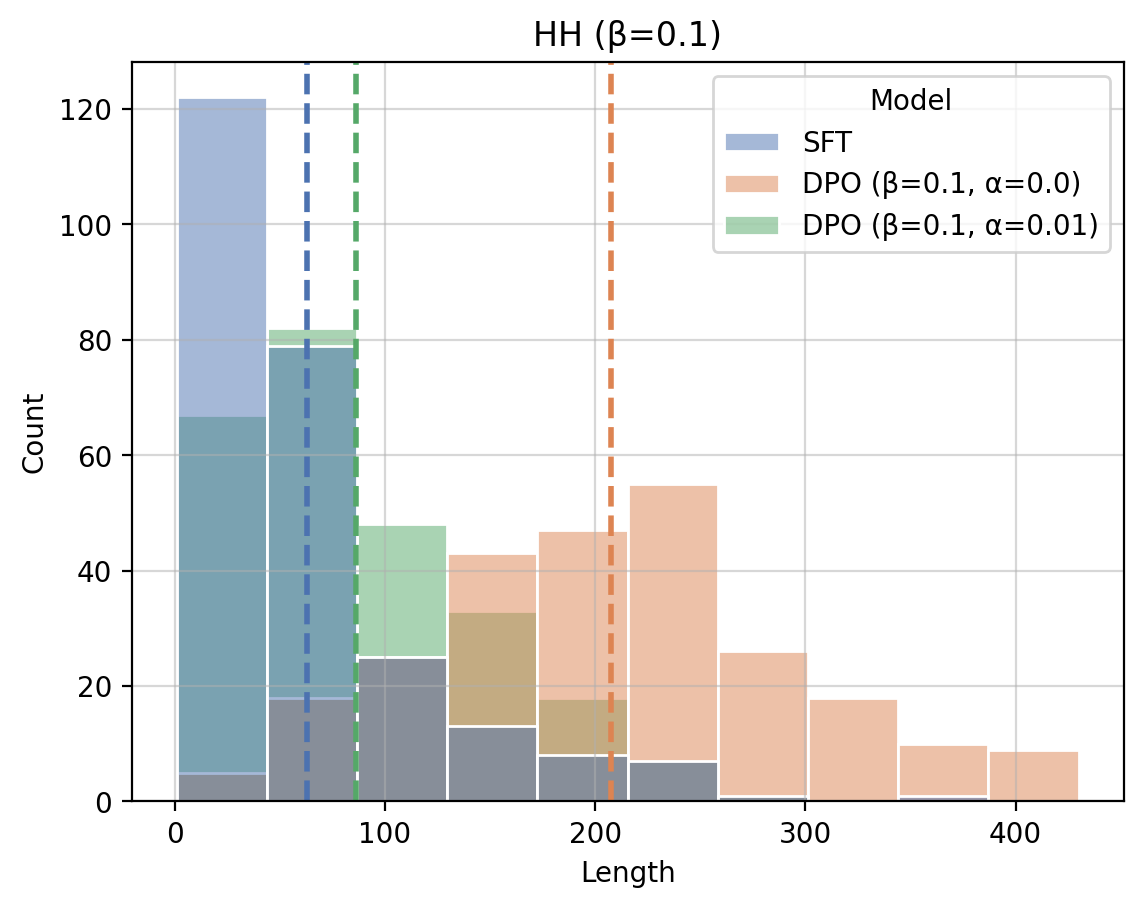 HH (β=0.1)
Model
SFT
DPO (β=0.1, α=0.0)
DPO (β=0.1, α=0.01)
Count
120
100
80
60
40
20
0
0 100 200 300 400
Length